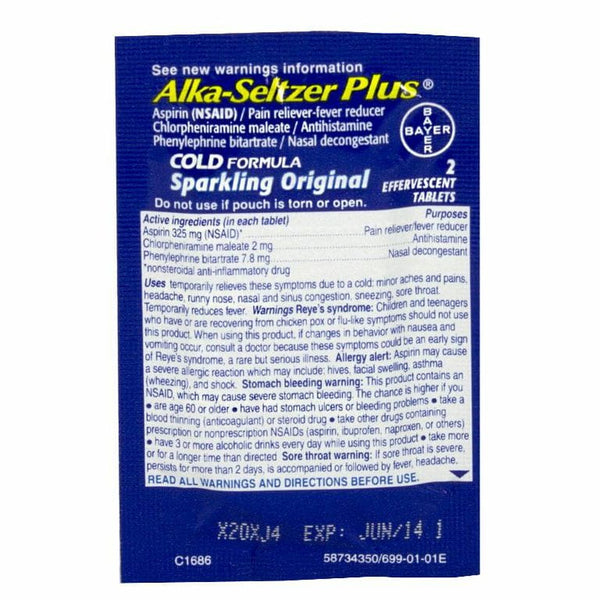 See new warnings information
Alka-Seltzer Plus®
Aspirin (NSAID) / Pain reliever-fever reducer
Chlorpheniramine maleate / Antihistamine
Phenylephrine bitartrate / Nasal decongestant
BAYER
BAYER
COLD FORMULA
Sparkling Original
2
EFFERVESCENT
TABLETS
Do not use if pouch is torn or open.
Active ingredients (in each tablet) Purposes
Aspirin 325 mg (NSAID)* Pain reliever/fever reducer
Chlorpheniramine maleate 2 mg Antihistamine
Phenylephrine bitartrate 7.8 mg Nasal decongestant
*nonsteroidal anti-inflammatory drug
Uses temporarily relieves these symptoms due to a cold: minor aches and pains,
headache, runny nose, nasal and sinus congestion, sneezing, sore throat.
Temporarily reduces fever. Warnings Reye's syndrome: Children and teenagers
who have or are recovering from chicken pox or flu-like symptoms should not use
this product. When using this product, if changes in behavior with nausea and
vomiting occur, consult a doctor because these symptoms could be an early sign
of Reye's syndrome, a rare but serious illness. Allergy alert: Aspirin may cause
a severe allergic reaction which may include: hives, facial swelling, asthma
(wheezing), and shock. Stomach bleeding warning: This product contains an
NSAID, which may cause severe stomach bleeding. The chance is higher if you
• are age 60 or older • have had stomach ulcers or bleeding problems • take a
blood thinning (anticoagulant) or steroid drug • take other drugs containing
prescription or nonprescription NSAIDs (aspirin, ibuprofen, naproxen, or others)
• have 3 or more alcoholic drinks every day while using this product • take more
or for a longer time than directed Sore throat warning: If sore throat is severe,
persists for more than 2 days, is accompanied or followed by fever, headache,
READ ALL WARNINGS AND DIRECTIONS BEFORE USE.
X20XJ4 EXP: JUN/14 1
C1686 58734350/699-01-01E